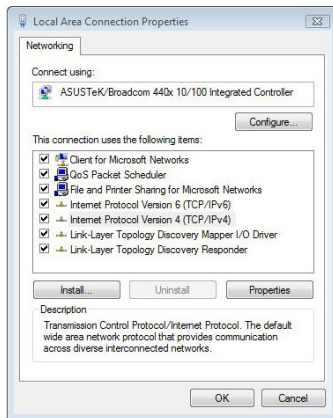 Local Area Connection Properties
Networking
Connect using:
ASUSTeK/Broadcom 440x 10/100 Integrated Controller
Configure...
This connection uses the following items:
Client for Microsoft Networks
QoS Packet Scheduler
File and Printer Sharing for Microsoft Networks
Internet Protocol Version 6 (TCP/IPv6)
Internet Protocol Version 4 (TCP/IPv4)
Link-Layer Topology Discovery Mapper I/O Driver
Link-Layer Topology Discovery Responder
Install... Uninstall Properties
Description
Transmission Control Protocol/Internet Protocol. The default
wide area network protocol that provides communication
across diverse interconnected networks.
OK Cancel